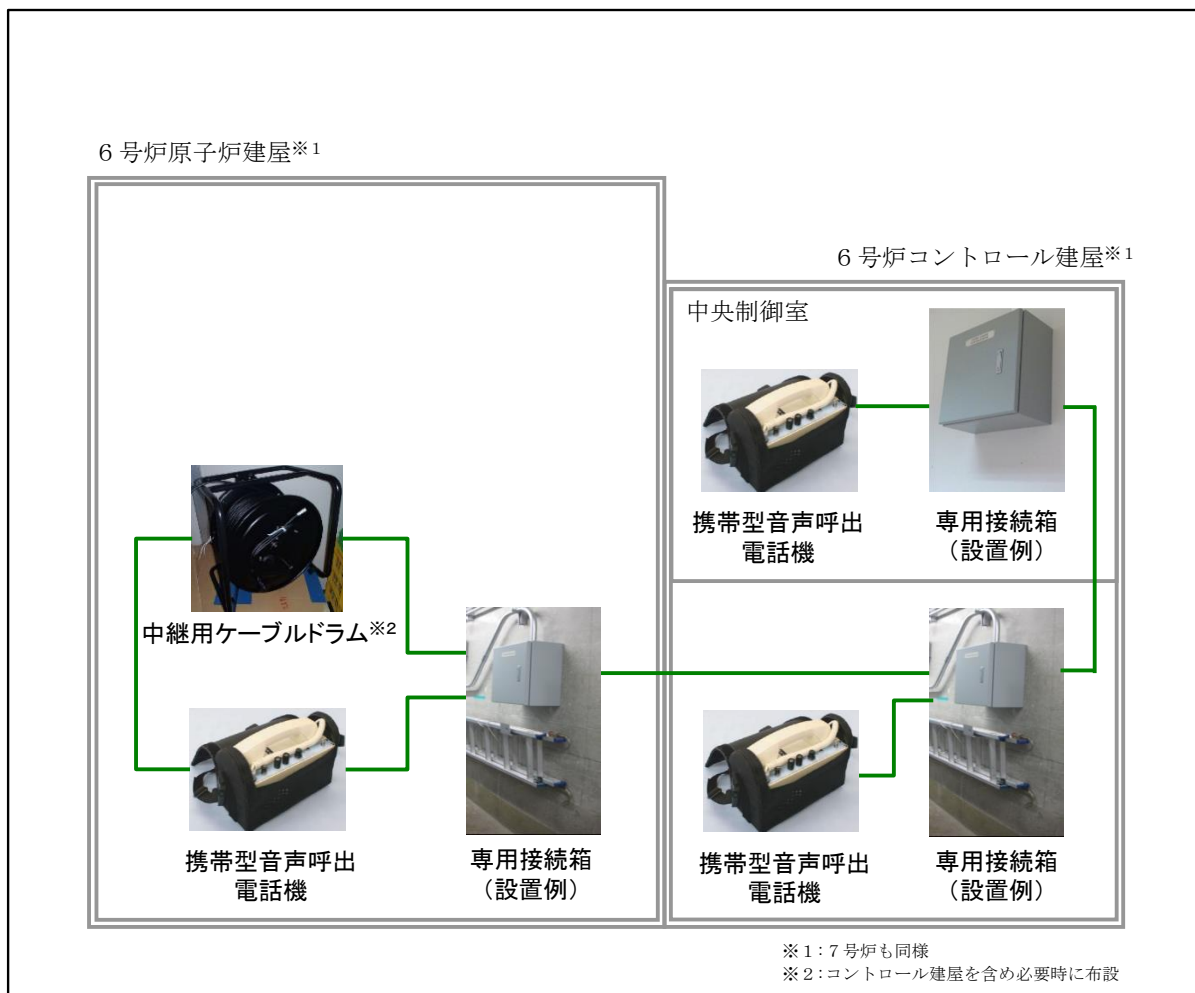 6号炉原子炉建屋※1
6号炉コントロール建屋※1
中央制御室
携帯型音声呼出
電話機
専用接続箱
(設置例)
中継用ケーブルドラム※2
携帯型音声呼出
電話機
専用接続箱
(設置例)
携帯型音声呼出
電話機
専用接続箱
(設置例)
※1:7号炉も同様
※2:コントロール建屋を含め必要時に布設